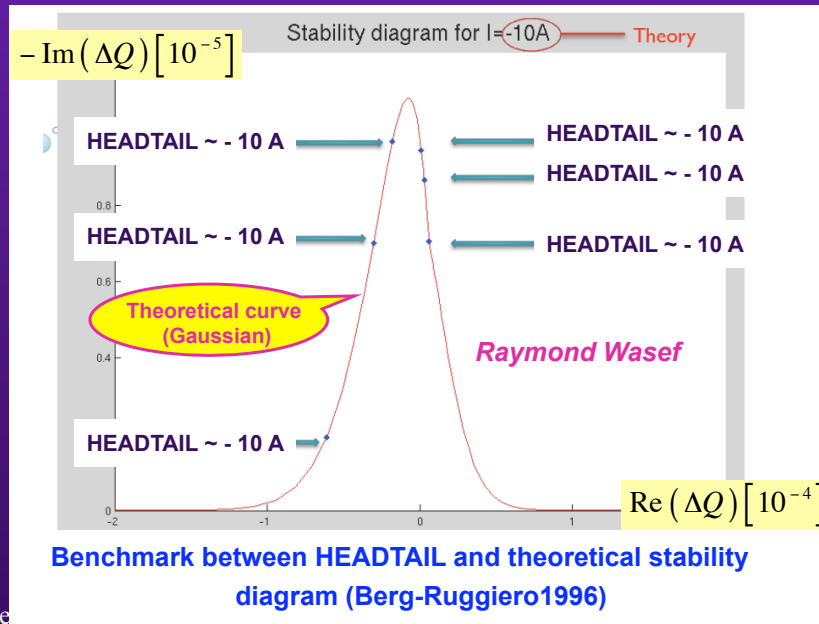 Stability diagram for I=-10A Theory
− Im ( ΔQ ) [ 10⁻⁵ ]
HEADTAIL ~ - 10 A
HEADTAIL ~ - 10 A
HEADTAIL ~ - 10 A
0.8
HEADTAIL ~ - 10 A
HEADTAIL ~ - 10 A
0.6
Theoretical curve
(Gaussian)
Raymond Wasef
0.4
HEADTAIL ~ - 10 A
Re ( ΔQ ) [ 10⁻⁴ ]
0
-2 -1 0 1
Benchmark between HEADTAIL and theoretical stability
diagram (Berg-Ruggiero1996)
e